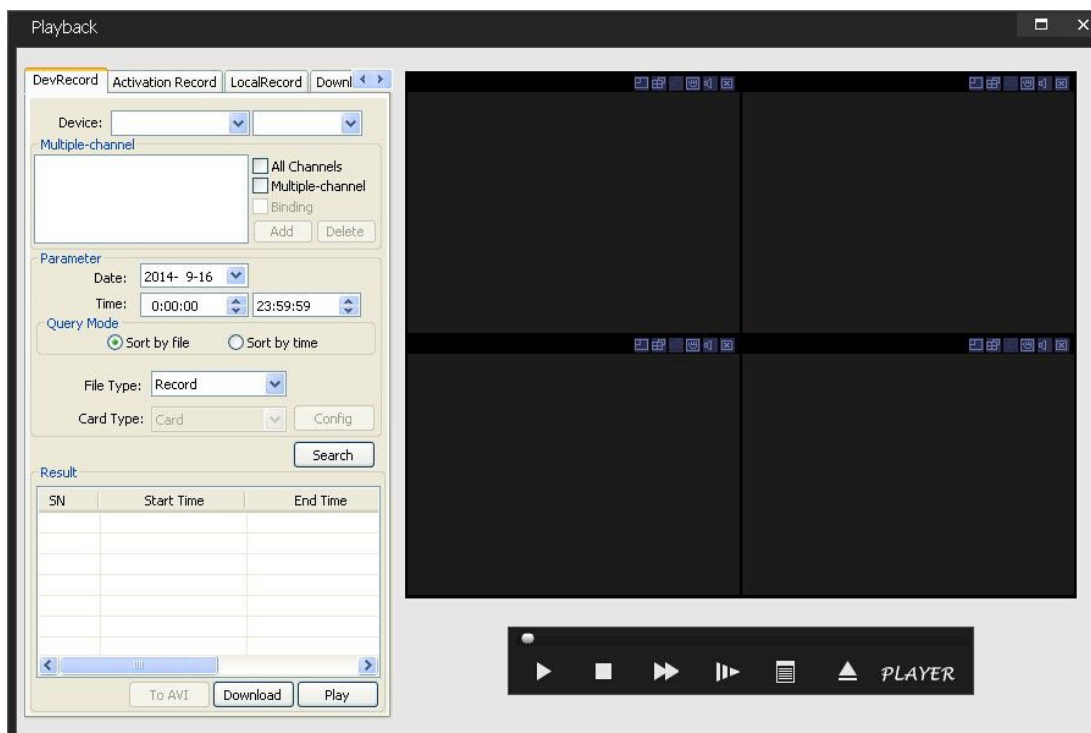 Playback
DevRecord Activation Record LocalRecord Downl
Device:
Multiple-channel
All Channels
Multiple-channel
Binding
Add Delete
Parameter
Date: 2014- 9-16
Time: 0:00:00 23:59:59
Query Mode
Sort by file Sort by time
File Type: Record
Card Type: Card Config
Search
Result
SN Start Time End Time
To AVI Download Play
PLAYER